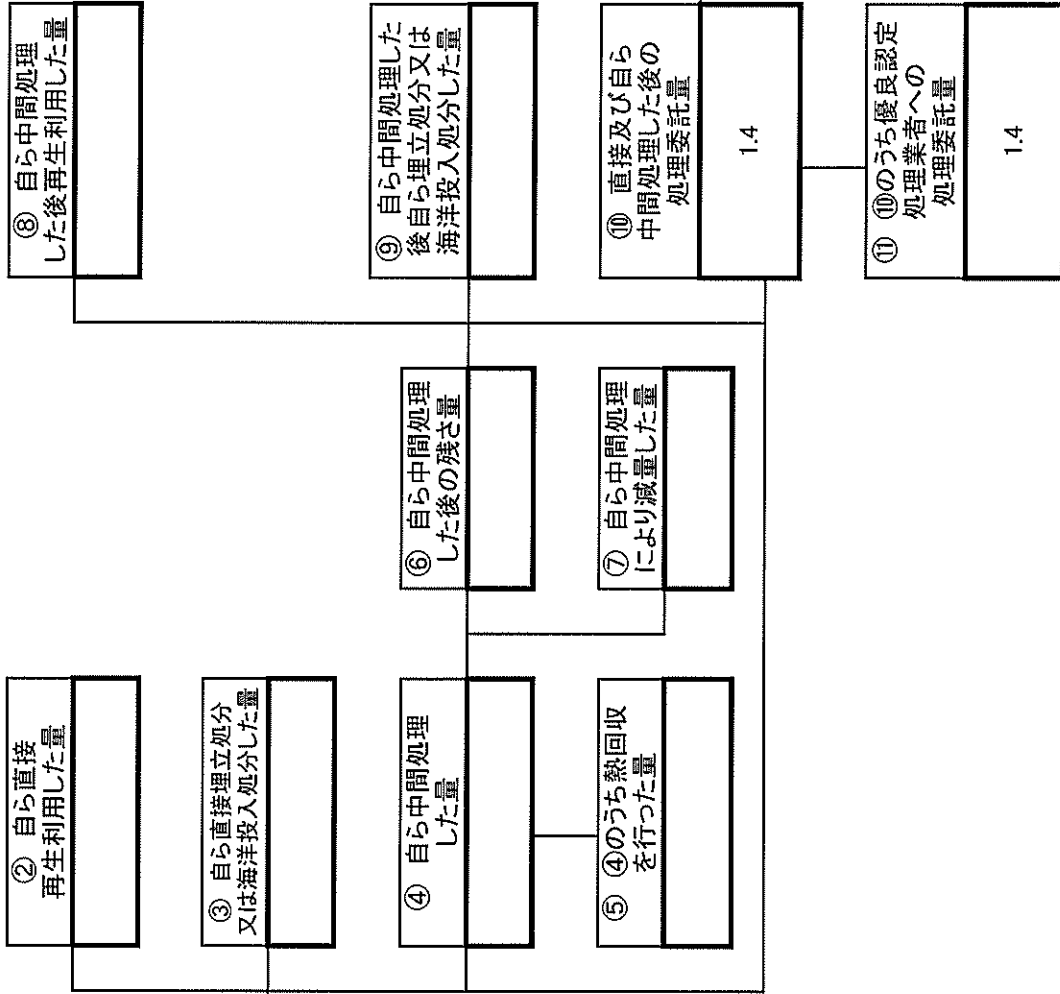 ② 自ら直接
再生利用した量
③ 自ら直接埋立処分
又は海洋投入処分した量
④ 自ら中間処理
した量
⑤ ④のうち熱回収
を行った量
⑥ 自ら中間処理
した後の残さ量
⑦ 自ら中間処理
により減量した量
⑧ 自ら中間処理
した後再生利用した量
⑨ 自ら中間処理した
後自ら埋立処分又は
海洋投入処分した量
⑩ 直接及び自ら
中間処理した後の
処理委託量
1.4
⑪ ⑩のうち優良認定
処理業者への
処理委託量
1.4